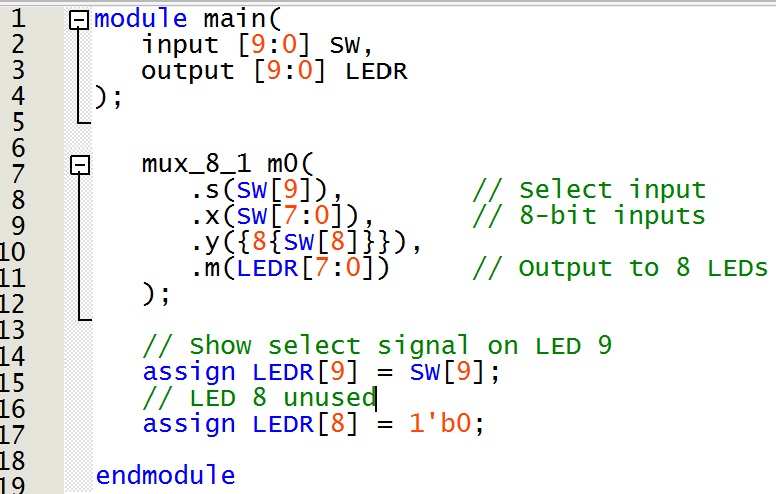 1 module main(
2 input [9:0] SW,
3 output [9:0] LEDR
4 );
5
6
7 mux_8_1 m0(
8 .s(SW[9]), // Select input
9 .x(SW[7:0]), // 8-bit inputs
10 .y({8{SW[8]}}),
11 .m(LEDR[7:0]) // Output to 8 LEDs
12 );
13
14 // Show select signal on LED 9
15 assign LEDR[9] = SW[9];
16 // LED 8 unused
17 assign LEDR[8] = 1'b0;
18
19 endmodule